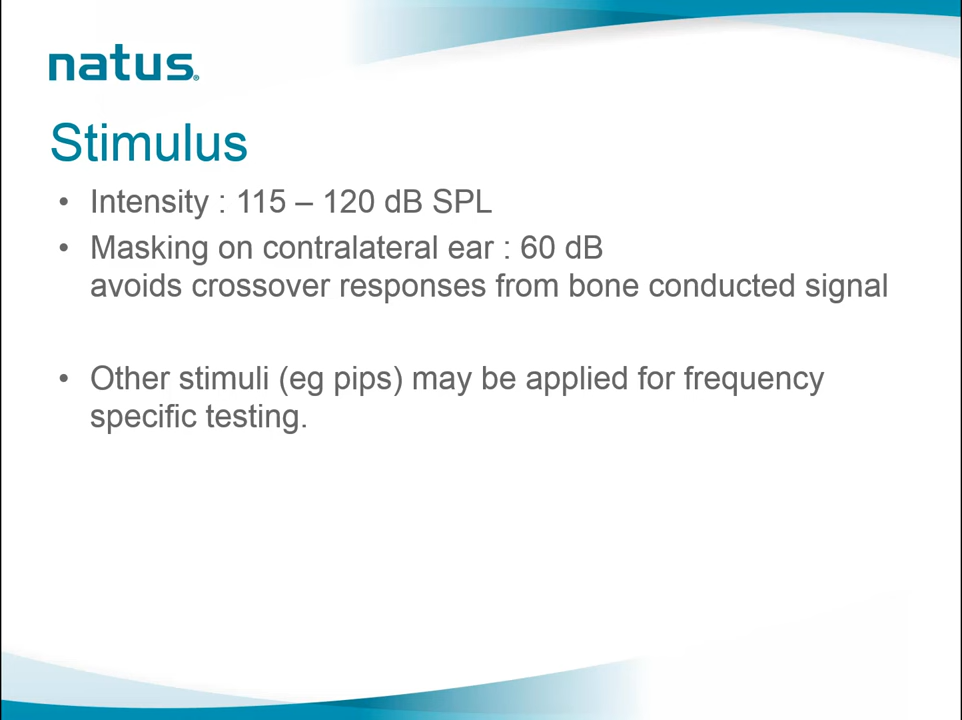 natus®
Stimulus
• Intensity : 115 – 120 dB SPL
• Masking on contralateral ear : 60 dB
avoids crossover responses from bone conducted signal
• Other stimuli (eg pips) may be applied for frequency
specific testing.